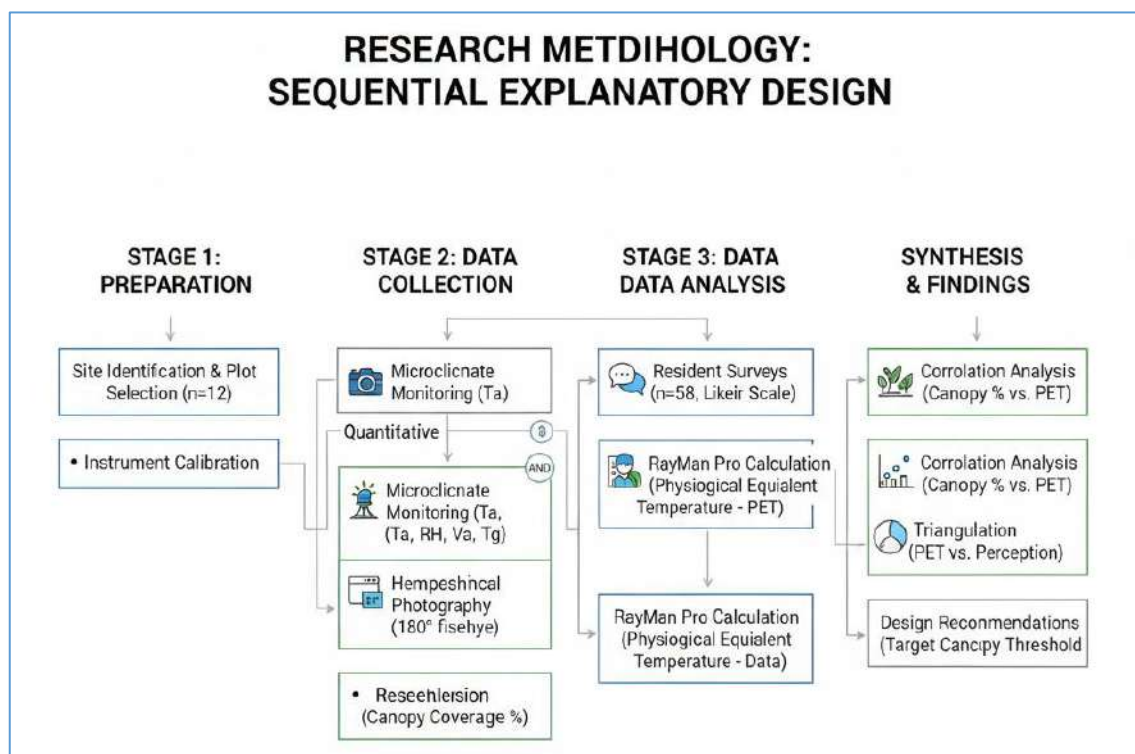 RESEARCH METDIHOLOGY:
SEQUENTIAL EXPLANATORY DESIGN
STAGE 1:
PREPARATION
Site Identification & Plot
Selection (n=12)
• Instrument Calibration
STAGE 2: DATA
COLLECTION
Microclicnate
Monitoring (Ta)
Quantitative
AND
Microclicnate
Monitoring (Ta,
(Ta, RH, Va, Tg)
Hempeshincal
Photography
(180° fisehye)
• Reseehlersion
(Canopy Coverage %)
STAGE 3: DATA
DATA ANALYSIS
Resident Surveys
(n=58, Likeir Scale)
RayMan Pro Calculation
(Physiogical Equialent
Temperature - PET)
RayMan Pro Calculation
(Physiogical Equialent
Temperature - Data)
SYNTHESIS
& FINDINGS
Corrolation Analysis
(Canopy % vs. PET)
Corrolation Analysis
(Canopy % vs. PET)
Triangulation
(PET vs. Perception)
Design Recomnendations
(Target Cancipy Threshold